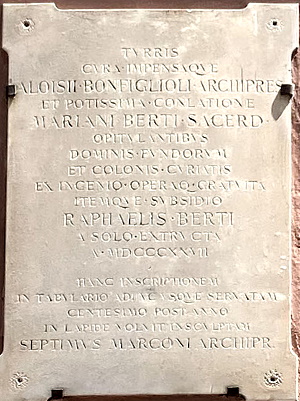 TVRRIS
CVRA · IMPENSAQVE
ALOISII · BONFIGLIOLI · ARCHIPRES
ET POTISSIMA · CONLATIONE
MARIANI BERTI · SACERD ·
OPITVLANTIBVS
DOMINIS · FVNDORVM
ET COLONIS · CVRIATIS
EX INGENIO · OPERAQ · GRATVITA
ITEMQVE · SVBSIDIO
RAPHAELIS · BERTI
A SOLO · EXTRVCTA
A · MDCCCXXVII
HANC INSCRIPTIONEM
IN TABVLARIO ADHVC VSQVE SERVATAM
CENTESIMO POST ANNO
IN LAPIDE VOLVIT INSCVLPTAM
SEPTIMVS MARCONI ARCHIPR.